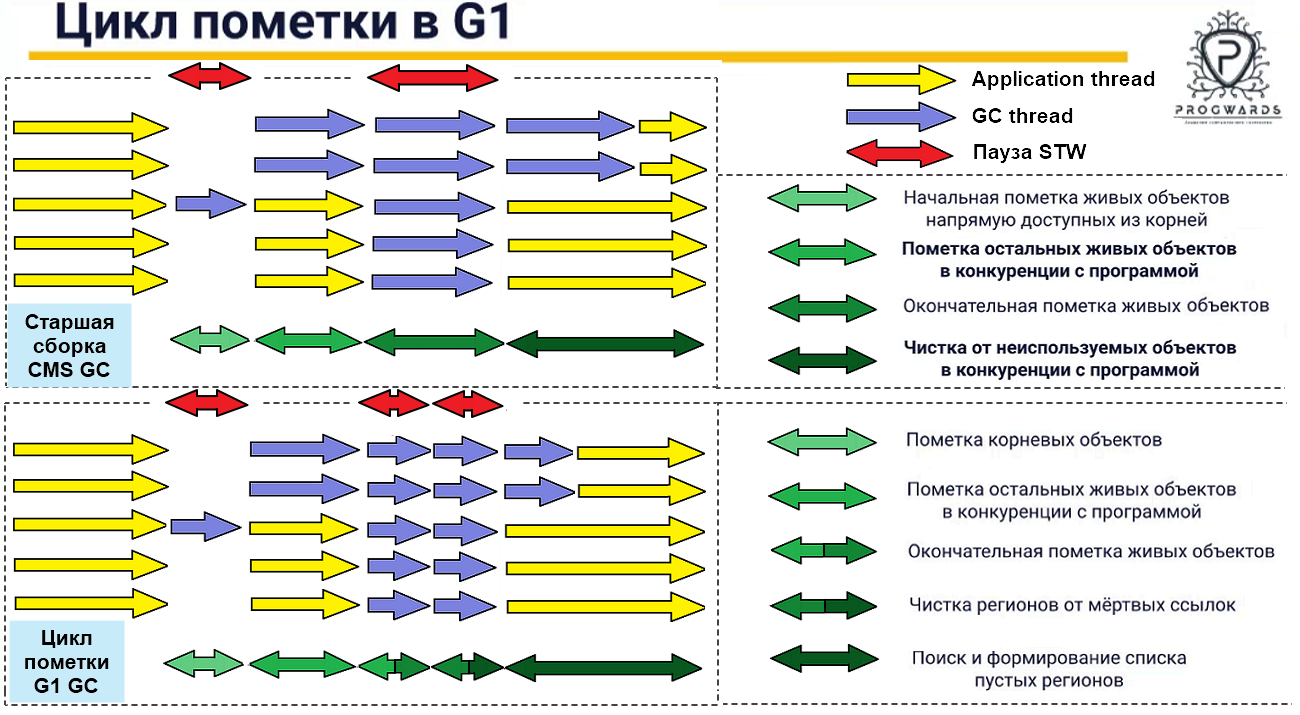 Цикл пометки в G1
PROGWARDS
Application thread
GC thread
Пауза STW
Начальная пометка живых объектов
напрямую доступных из корней
Пометка остальных живых объектов
в конкуренции с программой
Окончательная пометка живых объектов
Чистка от неиспользуемых объектов
в конкуренции с программой
Старшая
сборка
CMS GC
Пометка корневых объектов
Пометка остальных живых объектов
в конкуренции с программой
Окончательная пометка живых объектов
Чистка регионов от мёртвых ссылок
Поиск и формирование списка
пустых регионов
Цикл
пометки
G1 GC